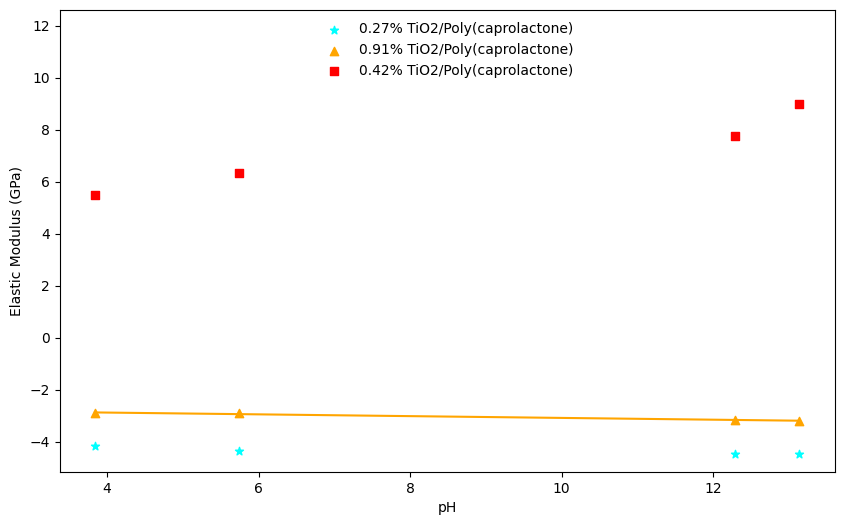 0.27% TiO2/Poly(caprolactone)
0.91% TiO2/Poly(caprolactone)
0.42% TiO2/Poly(caprolactone)
Elastic Modulus (GPa)
12
10
8
6
4
2
0
−2
−4
4 6 8 10 12
pH